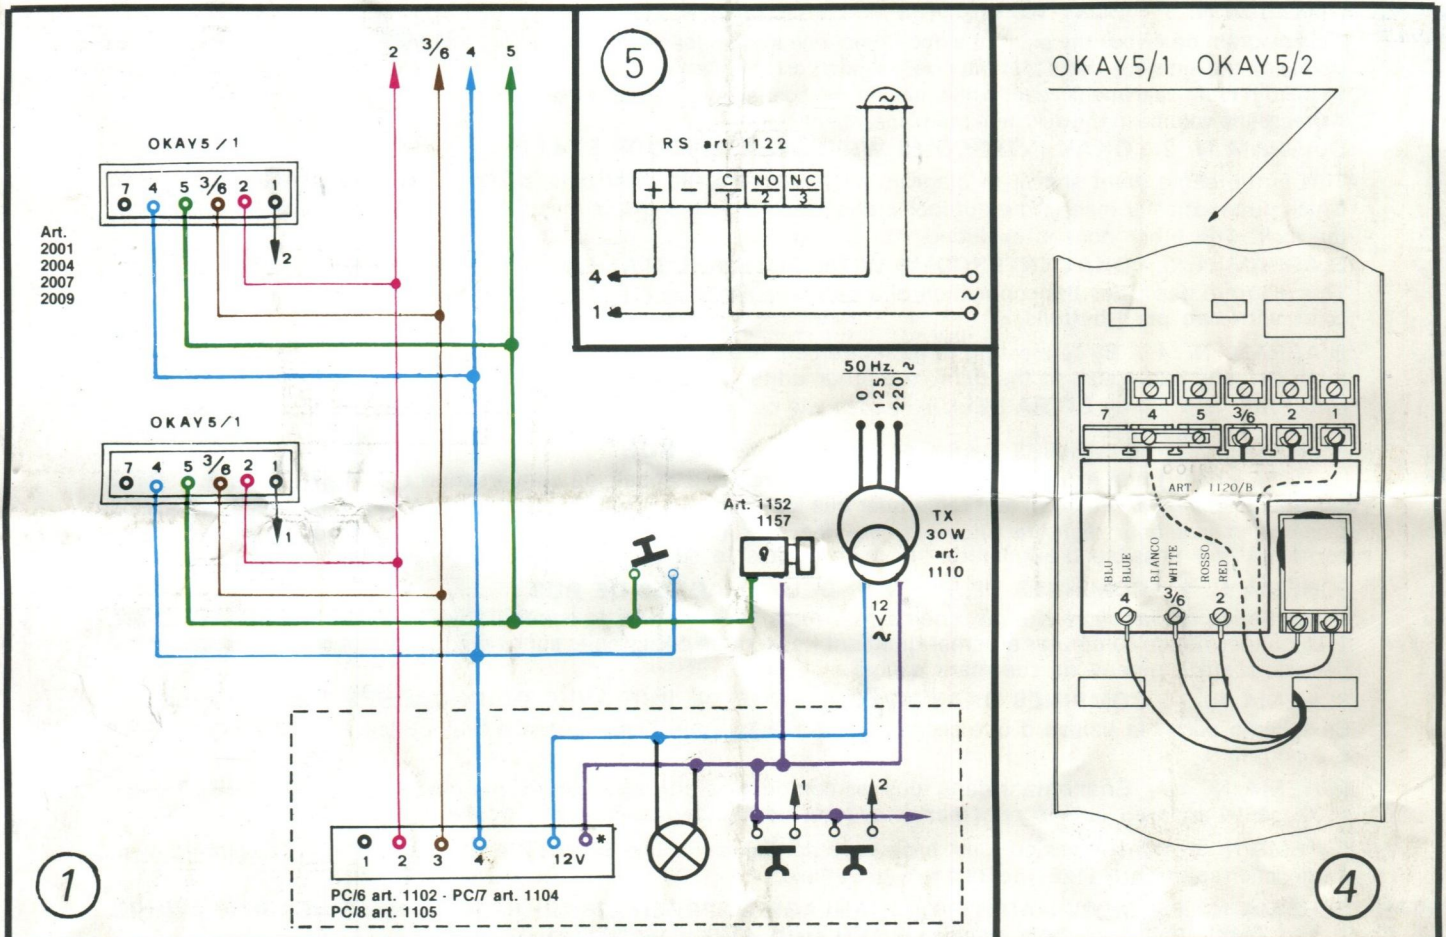 2 3/6 4 5
OKAY5/1
7 4 5 3/6 2 1
2
Art.
2001
2004
2007
2009
OKAY5/1
7 4 5 3/6 2 1
1
Art. 1152
1157
50 Hz. ~
0 125 220
TX
30W
art.
1110
12
V
~
1 2
1 2 3 4 12V *
PC/6 art. 1102 - PC/7 art. 1104
PC/8 art. 1105
1
5
RS art. 1122
+ - C NO NC
1 2 3
4
1
~
~
OKAY5/1 OKAY5/2
7 4 5 3/6 2 1
ART. 1120/B
BLU
BLUE
BIANCO
WHITE
ROSSO
RED
4 3/6 2
4